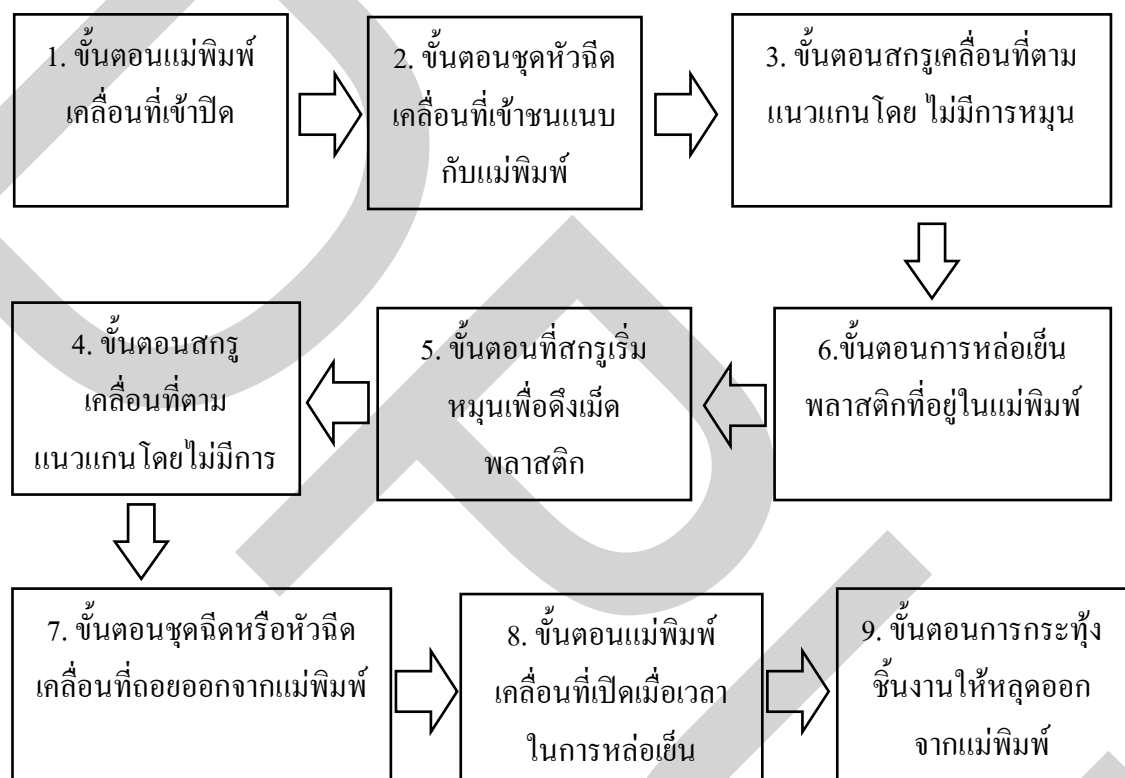 1. ขั้นตอนแม่พิมพ์
เคลื่อนที่เข้าปิด
2. ขั้นตอนชุดหัวฉีด
เคลื่อนที่เข้าชนแนบ
กับแม่พิมพ์
3. ขั้นตอนสกรูเคลื่อนที่ตาม
แนวแกนโดย ไม่มีการหมุน
4. ขั้นตอนสกรู
เคลื่อนที่ตาม
แนวแกนโดยไม่มีการ
5. ขั้นตอนที่สกรูเริ่ม
หมุนเพื่อดึงเม็ด
พลาสติก
6.ขั้นตอนการหล่อเย็น
พลาสติกที่อยู่ในแม่พิมพ์
7. ขั้นตอนชุดฉีดหรือหัวฉีด
เคลื่อนที่ถอยออกจากแม่พิมพ์
8. ขั้นตอนแม่พิมพ์
เคลื่อนที่เปิดเมื่อเวลา
ในการหล่อเย็น
9. ขั้นตอนการกระทุ้ง
ชิ้นงานให้หลุดออก
จากแม่พิมพ์